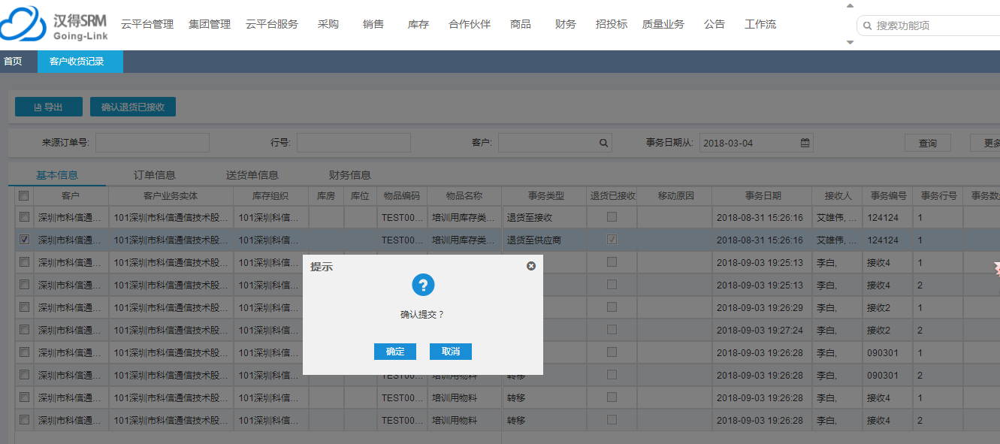 汉得SRM
Going-Link
云平台管理 集团管理 云平台服务 采购 销售 库存 合作伙伴 商品 财务 招投标 质量业务 公告 工作流
搜索功能项
首页 客户收货记录
导出 确认退货已接收
来源订单号: 行号: 客户: 事务日期从: 2018-03-04 查询 更多
基本信息 订单信息 送货单信息 财务信息
客户 客户业务实体 库存组织 库房 库位 物品编码 物品名称 事务类型 退货已接收 移动原因 事务日期 接收人 事务编号 事务行号 事务数
深圳市科信通... 101深圳市科信通信技术股... 101深圳科信... TEST00... 培训用库存类... 退货至接收 2018-08-31 15:26:16 艾雄伟, ... 124124 1
深圳市科信通... 101深圳市科信通信技术股... 101深圳科信... TEST00... 培训用库存类... 退货至供应商 2018-08-31 15:26:16 艾雄伟, ... 124124 1
深圳市科信通... 101深圳市科信通信技术股... 101深圳科信... 2018-09-03 19:25:13 李白, 接收4 1
深圳市科信通... 101深圳市科信通信技术股... 101深圳科信... 2018-09-03 19:25:13 李白, 接收4 2
深圳市科信通... 101深圳市科信通信技术股... 101深圳科信... 2018-09-03 19:26:29 李白, 接收2 1
深圳市科信通... 101深圳市科信通信技术股... 101深圳科信... 2018-09-03 19:27:24 李白, 接收2 2
深圳市科信通... 101深圳市科信通信技术股... 101深圳科信... 2018-09-03 19:26:28 李白, 090301 1
深圳市科信通... 101深圳市科信通信技术股... 101深圳科信... TEST00... 培训用物料 转移 2018-09-03 19:26:28 李白, 090301 2
深圳市科信通... 101深圳市科信通信技术股... 101深圳科信... TEST00... 培训用物料 转移 2018-09-03 19:26:28 李白, 接收4 1
深圳市科信通... 101深圳市科信通信技术股... 101深圳科信... TEST00... 培训用物料 转移 2018-09-03 19:26:28 李白, 接收4 2
提示
确认提交？
确定 取消